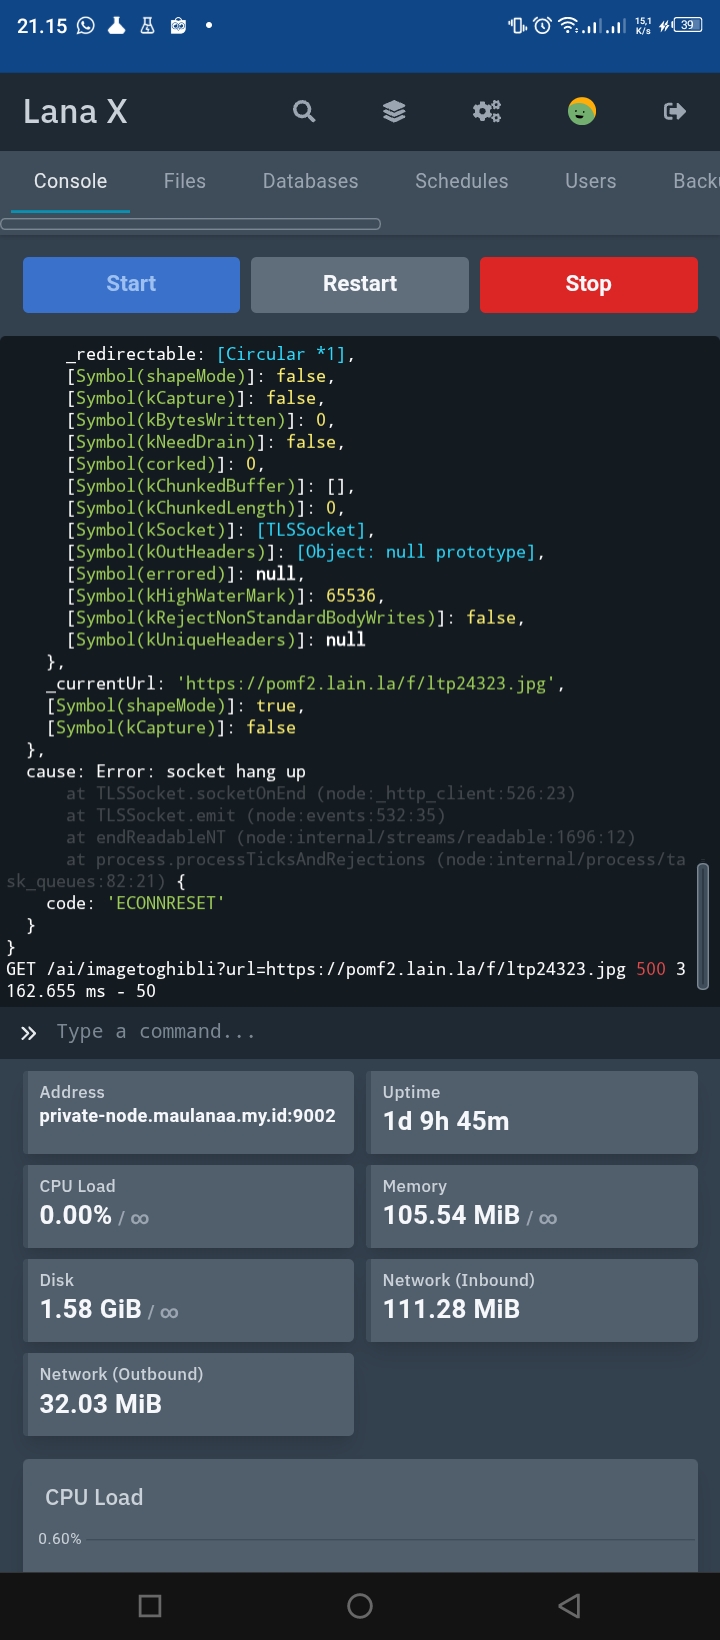 21.15
15,1
K/s
39
Lana X
Console Files Databases Schedules Users Back
Start Restart Stop
_redirectable: [Circular *1],
[Symbol(shapeMode)]: false,
[Symbol(kCapture)]: false,
[Symbol(kBytesWritten)]: 0,
[Symbol(kNeedDrain)]: false,
[Symbol(corked)]: 0,
[Symbol(kChunkedBuffer)]: [],
[Symbol(kChunkedLength)]: 0,
[Symbol(kSocket)]: [TLSSocket],
[Symbol(kOutHeaders)]: [Object: null prototype],
[Symbol(errored)]: null,
[Symbol(kHighWaterMark)]: 65536,
[Symbol(kRejectNonStandardBodyWrites)]: false,
[Symbol(kUniqueHeaders)]: null
},
_currentUrl: 'https://pomf2.lain.la/f/ltp24323.jpg',
[Symbol(shapeMode)]: true,
[Symbol(kCapture)]: false
},
cause: Error: socket hang up
at TLSSocket.socketOnEnd (node:_http_client:526:23)
at TLSSocket.emit (node:events:532:35)
at endReadableNT (node:internal/streams/readable:1696:12)
at process.processTicksAndRejections (node:internal/process/ta
sk_queues:82:21) {
code: 'ECONNRESET'
}
}
GET /ai/imagetoghibli?url=https://pomf2.lain.la/f/ltp24323.jpg 500 3
162.655 ms - 50
» Type a command...
Address
private-node.maulanaa.my.id:9002
Uptime
1d 9h 45m
CPU Load
0.00% / ∞
Memory
105.54 MiB / ∞
Disk
1.58 GiB / ∞
Network (Inbound)
111.28 MiB
Network (Outbound)
32.03 MiB
CPU Load
0.60%